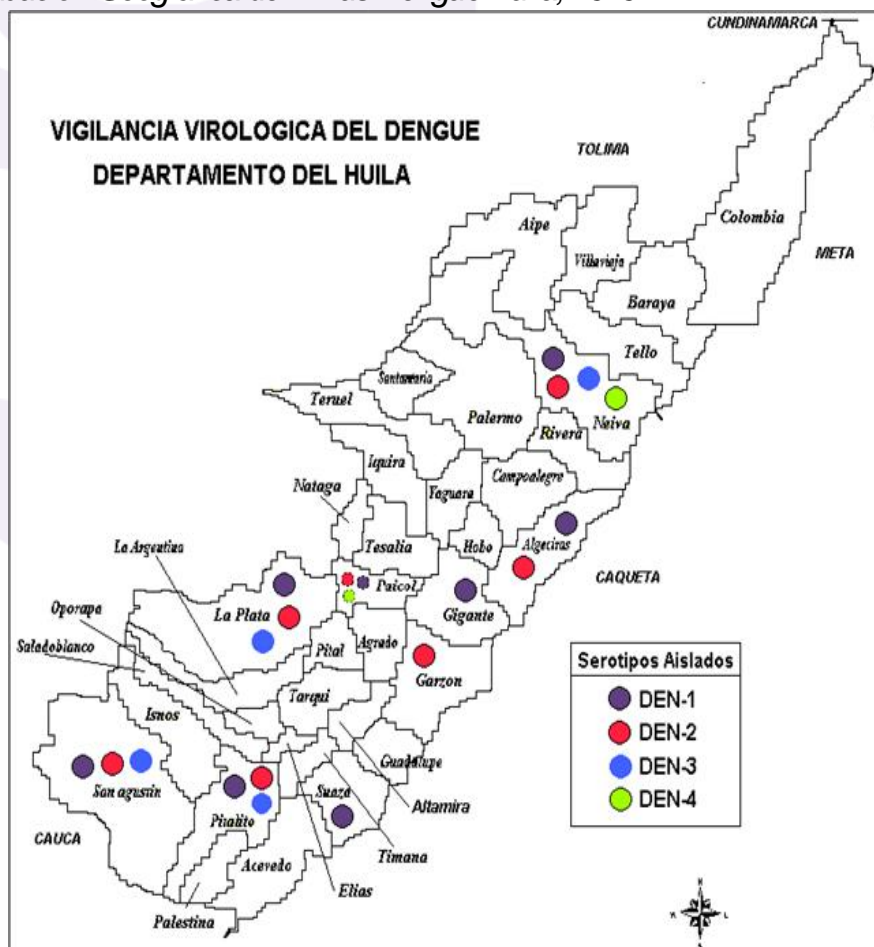 VIGILANCIA VIROLOGICA DEL DENGUE
DEPARTAMENTO DEL HUILA
CUNDINAMARCA
TOLIMA
META
CAQUETA
CAUCA
Colombia
Aipe
Villavieja
Baraya
Tello
Santamaria
Teruel
Palermo
Neiva
Rivera
Iquira
Nataga
Yaguara
Campoalegre
Tesalia
Hobo
Algeciras
La Argentina
Paicol
Oporapa
La Plata
Gigante
Saladoblanco
Pital
Agrado
Garzon
Tarqui
Isnos
Guadalupe
San agustin
Suaza
Altamira
Pitalito
Timana
Acevedo
Elias
Palestina
Serotipos Aislados
DEN-1
DEN-2
DEN-3
DEN-4